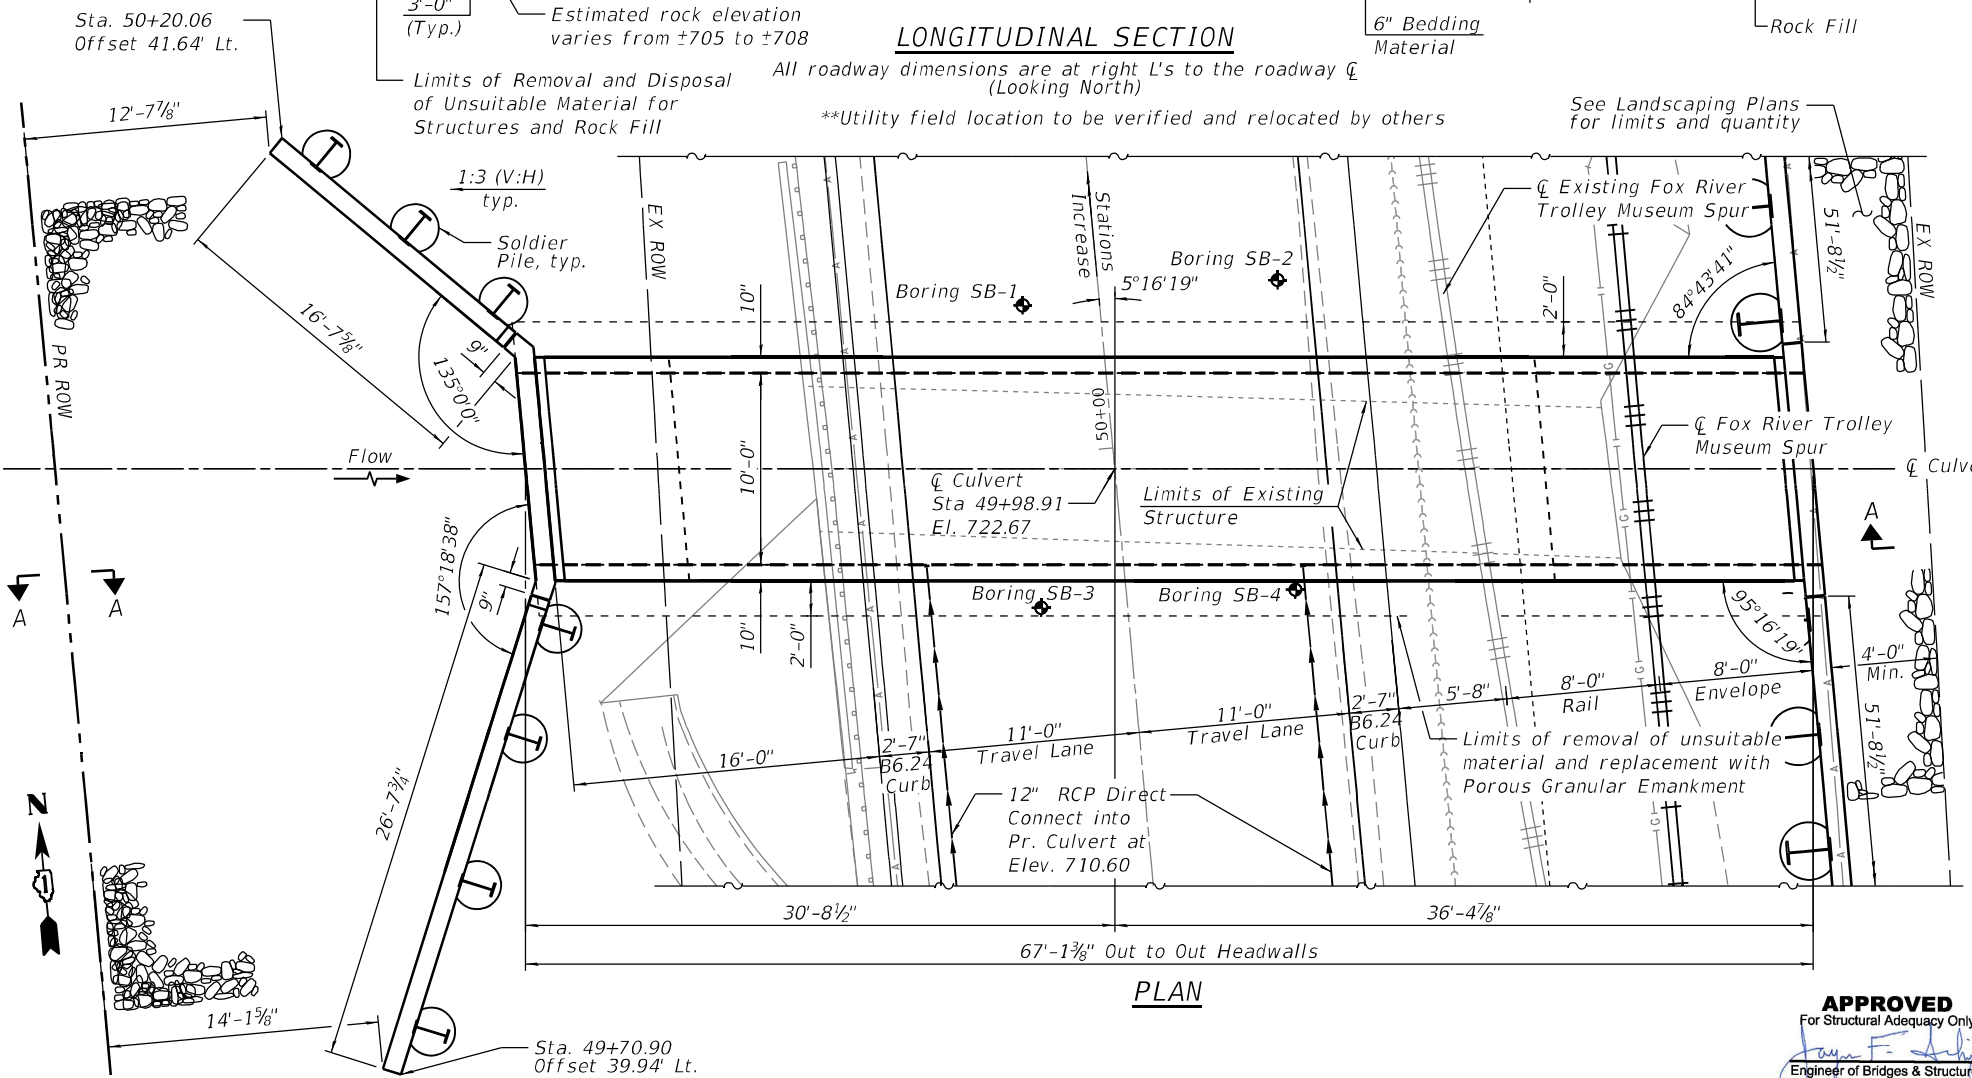 Sta. 50+20.06
Offset 41.64' Lt.
3'-0"
(Typ.)
Estimated rock elevation
varies from ±705 to ±708
LONGITUDINAL SECTION
All roadway dimensions are at right L's to the roadway ℄
(Looking North)
**Utility field location to be verified and relocated by others
6" Bedding
Material
Rock Fill
Limits of Removal and Disposal
of Unsuitable Material for
Structures and Rock Fill
See Landscaping Plans
for limits and quantity
12'-7⅞"
1:3 (V:H)
typ.
Soldier
Pile, typ.
EX ROW
Stations
Increase
℄ Existing Fox River
Trolley Museum Spur
51'-8½"
EX ROW
Boring SB-1
Boring SB-2
5°16'19"
84°43'41"
10"
2'-0"
16'-7⅝"
9"
135°0'0"
PR ROW
50+00
10'-0"
Flow
℄ Fox River Trolley
Museum Spur
℄ Culve
℄ Culvert
Sta 49+98.91
El. 722.67
Limits of Existing
Structure
G
G
G
G
A
A
A
A
A
A
A
A
A
A
A
157°18'38"
9"
A
A
A
Boring SB-3
Boring SB-4
10"
2'-0"
95°16'19"
4'-0"
Min.
16'-0"
2'-7"
B6.24
Curb
11'-0"
Travel Lane
11'-0"
Travel Lane
2'-7"
B6.24
Curb
5'-8"
8'-0"
Rail
8'-0"
Envelope
51'-8½"
Limits of removal of unsuitable
material and replacement with
Porous Granular Emankment
12" RCP Direct
Connect into
Pr. Culvert at
Elev. 710.60
26'-7¾"
N
30'-8½"
36'-4⅞"
67'-1⅜" Out to Out Headwalls
PLAN
14'-1⅝"
Sta. 49+70.90
Offset 39.94' Lt.
APPROVED
For Structural Adequacy Only
Engineer of Bridges & Structur